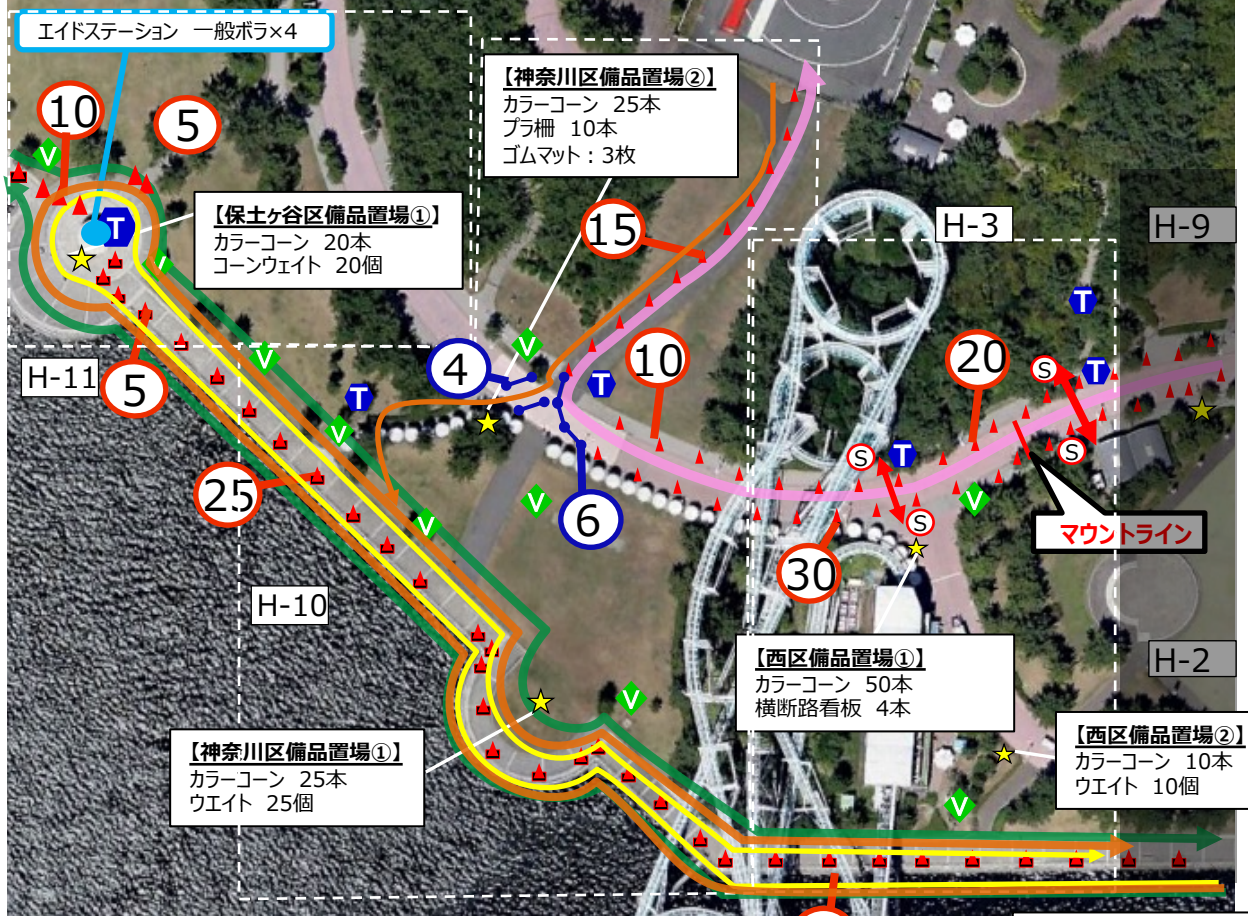 エイドステーション 一般ボラ×4
【神奈川区備品置場②】
カラーコーン 25本
プラ柵 10本
ゴムマット：3枚
10
5
V
T
【保土ヶ谷区備品置場①】
カラーコーン 20本
コーンウェイト 20個
15
H-3
H-9
T
H-11
5
V
4
V
T
10
20
S
T
T
V
25
V
V
6
S
T
S
S
V
マウントライン
30
H-10
【西区備品置場①】
カラーコーン 50本
横断路看板 4本
H-2
V
【神奈川区備品置場①】
カラーコーン 25本
ウエイト 25個
【西区備品置場②】
カラーコーン 10本
ウエイト 10個
V